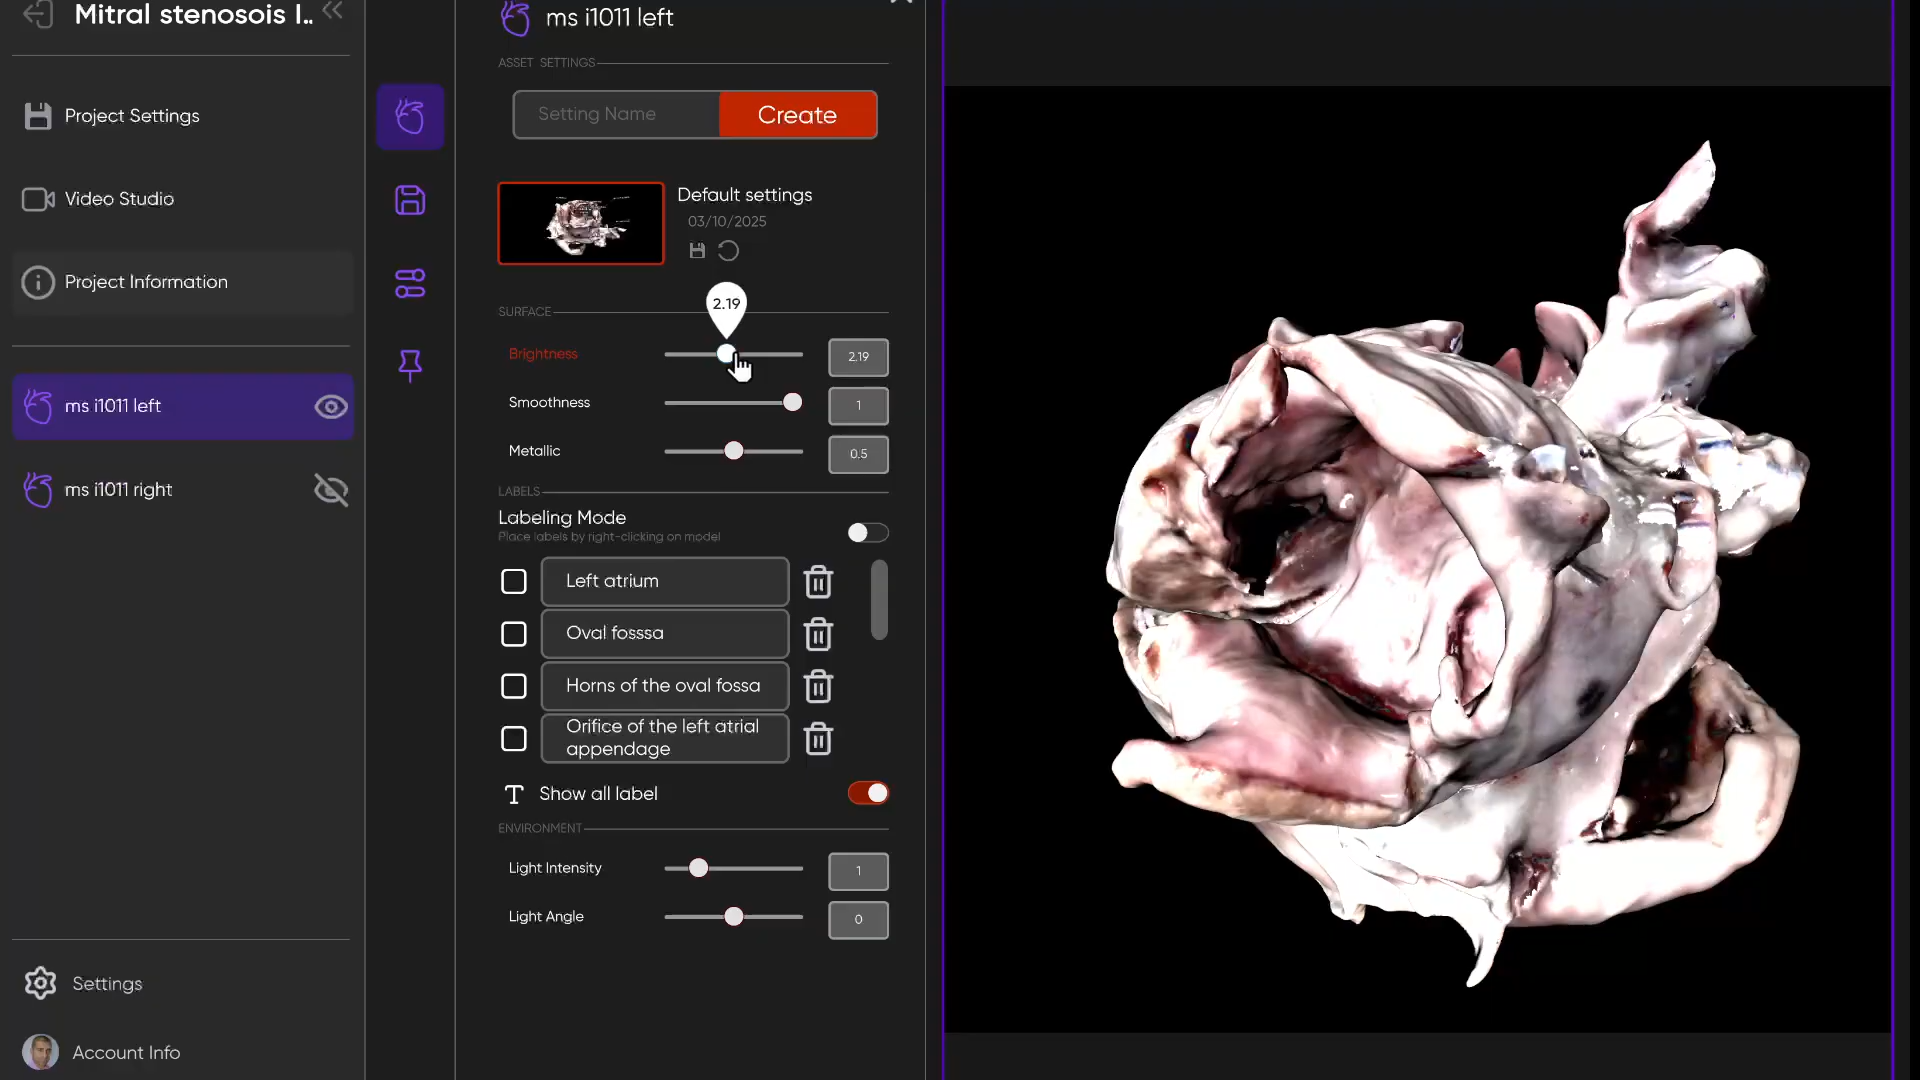 Mitral stenosois l..
Project Settings
Video Studio
Project Information
ms i1011 left
ms i1011 right
Settings
Account Info
ms i1011 left
ASSET SETTINGS
Setting Name
Create
Default settings
03/10/2025
2.19
SURFACE
Brightness
2.19
Smoothness
1
Metallic
0.5
LABELS
Labeling Mode
Place labels by right-clicking on model
Left atrium
Oval fosssa
Horns of the oval fossa
Orifice of the left atrial
appendage
Show all label
ENVIRONMENT
Light Intensity
1
Light Angle
0